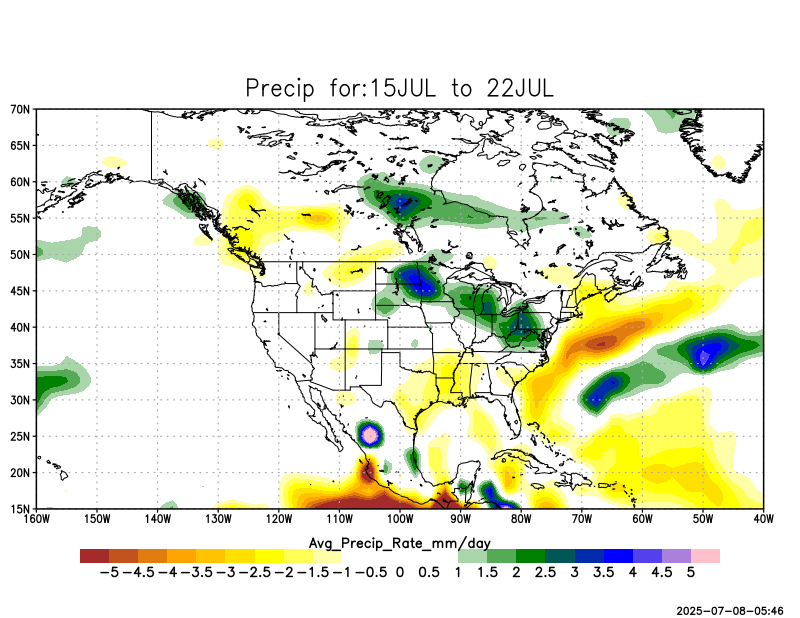 Precip for:15JUL to 22JUL
70N
65N
60N
55N
50N
45N
40N
35N
30N
25N
20N
15N
160W 150W 140W 130W 120W 110W 100W 90W 80W 70W 60W 50W 40W
Avg_Precip_Rate_mm/day
-5 -4.5 -4 -3.5 -3 -2.5 -2 -1.5 -1 -0.5 0 0.5 1 1.5 2 2.5 3 3.5 4 4.5 5
2025-07-08-05:46